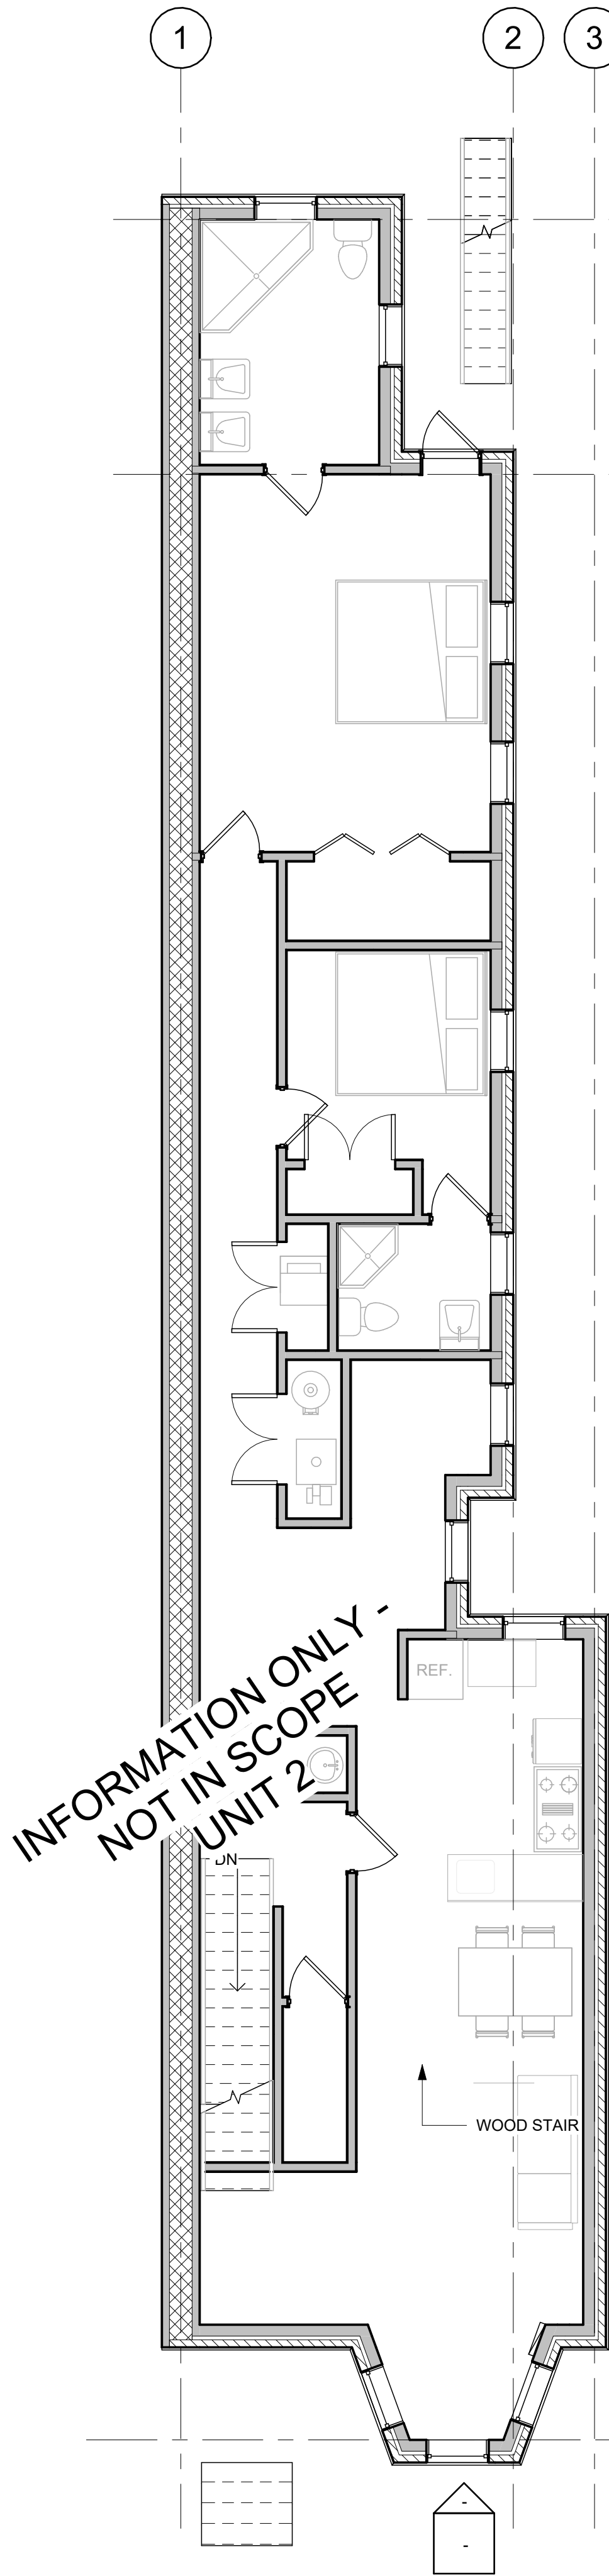 1
2
3
REF.
INFORMATION ONLY -
NOT IN SCOPE
UNIT 2
DN
WOOD STAIR
-
-